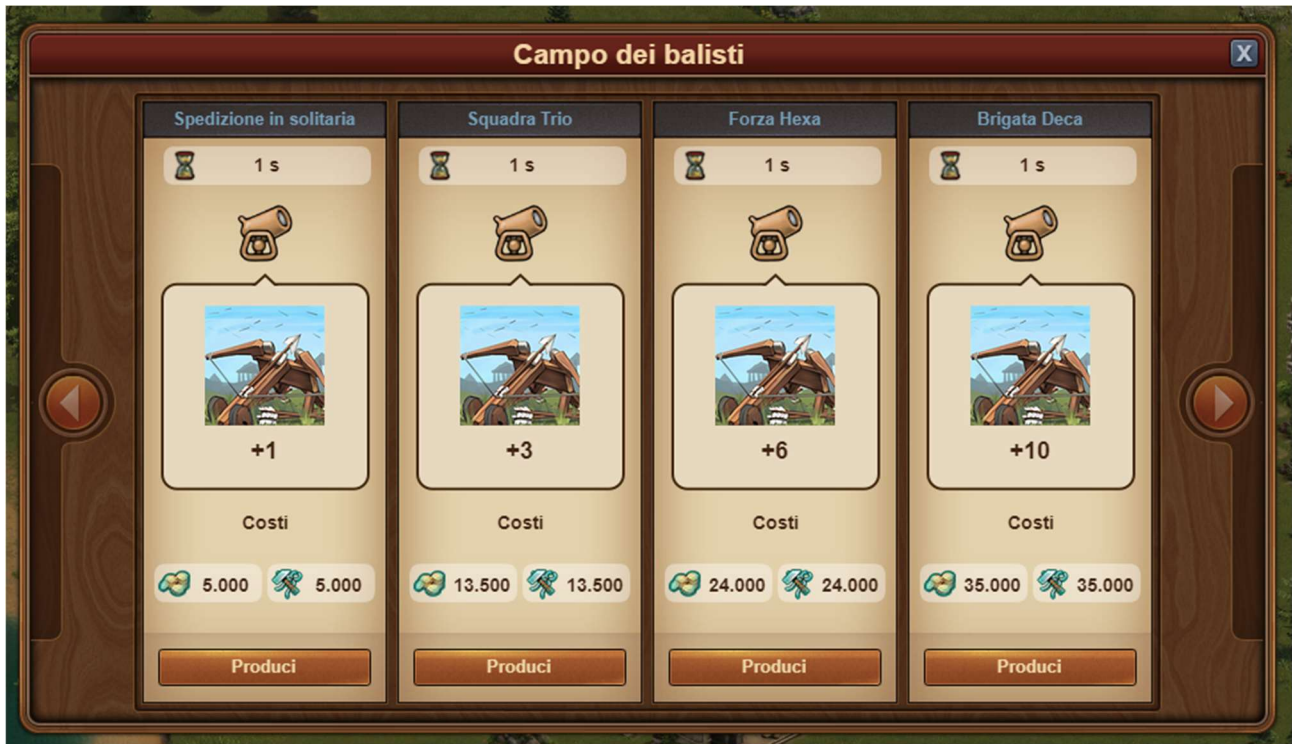 Campo dei balisti
X
Spedizione in solitaria
1 s
+1
Costi
5.000 5.000
Produci
Squadra Trio
1 s
+3
Costi
13.500 13.500
Produci
Forza Hexa
1 s
+6
Costi
24.000 24.000
Produci
Brigata Deca
1 s
+10
Costi
35.000 35.000
Produci